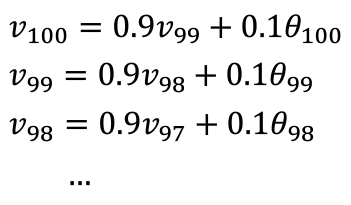 v₁₀₀ = 0.9v₉₉ + 0.1θ₁₀₀
v₉₉ = 0.9v₉₈ + 0.1θ₉₉
v₉₈ = 0.9v₉₇ + 0.1θ₉₈
...